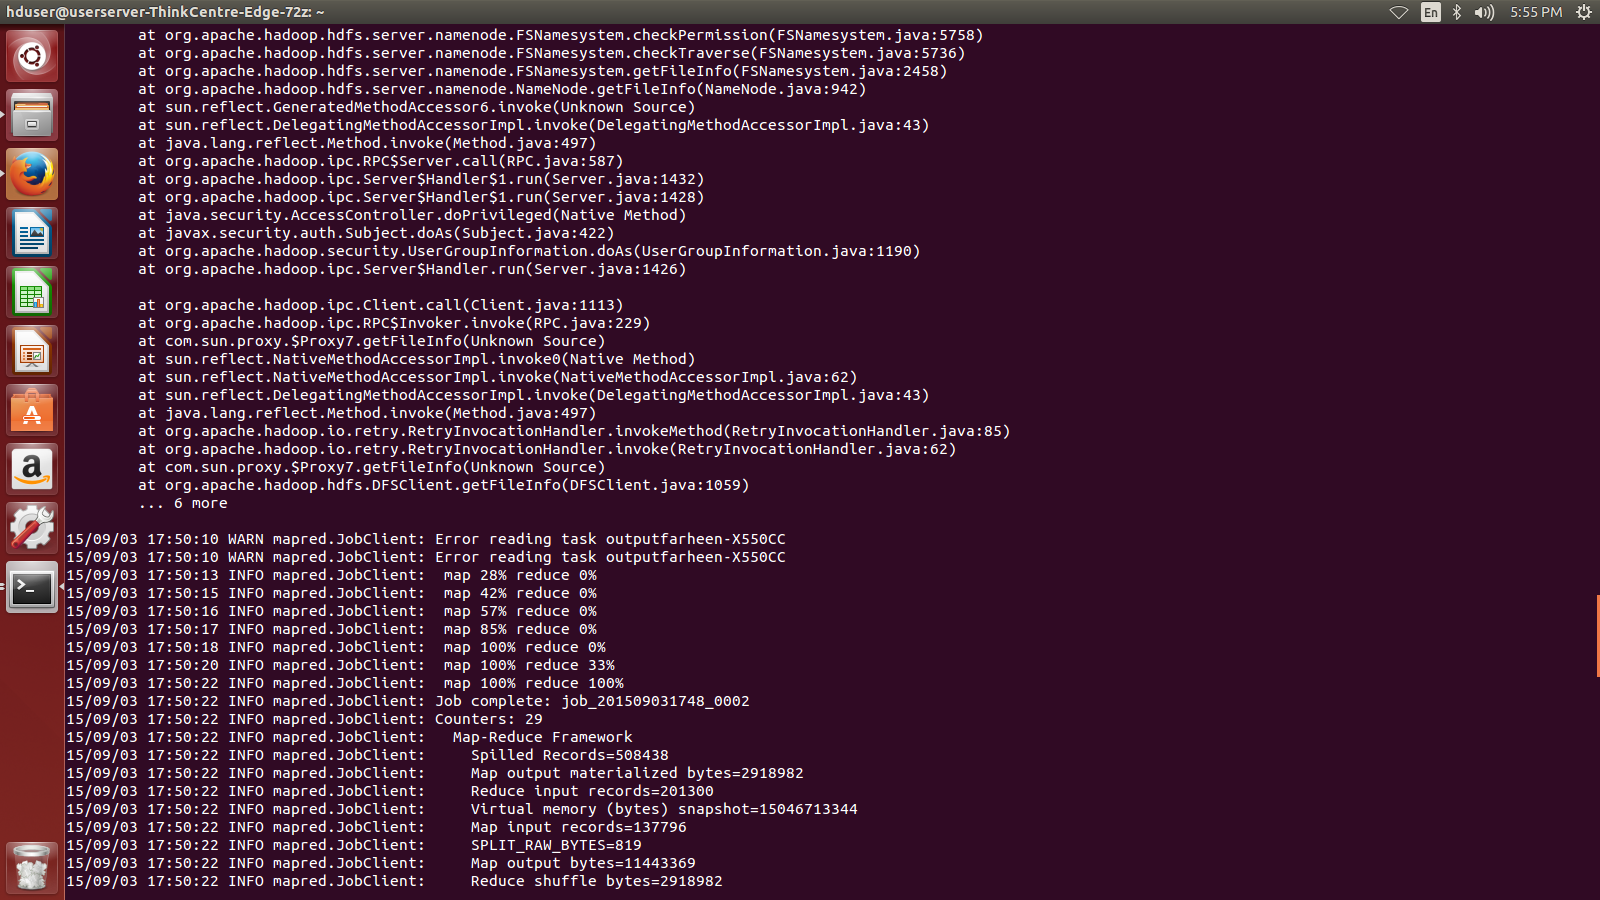 hduser@userserver-ThinkCentre-Edge-72z: ~
En
5:55 PM
at org.apache.hadoop.hdfs.server.namenode.FSNamesystem.checkPermission(FSNamesystem.java:5758)
at org.apache.hadoop.hdfs.server.namenode.FSNamesystem.checkTraverse(FSNamesystem.java:5736)
at org.apache.hadoop.hdfs.server.namenode.FSNamesystem.getFileInfo(FSNamesystem.java:2458)
at org.apache.hadoop.hdfs.server.namenode.NameNode.getFileInfo(NameNode.java:942)
at sun.reflect.GeneratedMethodAccessor6.invoke(Unknown Source)
at sun.reflect.DelegatingMethodAccessorImpl.invoke(DelegatingMethodAccessorImpl.java:43)
at java.lang.reflect.Method.invoke(Method.java:497)
at org.apache.hadoop.ipc.RPC$Server.call(RPC.java:587)
at org.apache.hadoop.ipc.Server$Handler$1.run(Server.java:1432)
at org.apache.hadoop.ipc.Server$Handler$1.run(Server.java:1428)
at java.security.AccessController.doPrivileged(Native Method)
at javax.security.auth.Subject.doAs(Subject.java:422)
at org.apache.hadoop.security.UserGroupInformation.doAs(UserGroupInformation.java:1190)
at org.apache.hadoop.ipc.Server$Handler.run(Server.java:1426)
at org.apache.hadoop.ipc.Client.call(Client.java:1113)
at org.apache.hadoop.ipc.RPC$Invoker.invoke(RPC.java:229)
at com.sun.proxy.$Proxy7.getFileInfo(Unknown Source)
at sun.reflect.NativeMethodAccessorImpl.invoke0(Native Method)
at sun.reflect.NativeMethodAccessorImpl.invoke(NativeMethodAccessorImpl.java:62)
at sun.reflect.DelegatingMethodAccessorImpl.invoke(DelegatingMethodAccessorImpl.java:43)
at java.lang.reflect.Method.invoke(Method.java:497)
at org.apache.hadoop.io.retry.RetryInvocationHandler.invokeMethod(RetryInvocationHandler.java:85)
at org.apache.hadoop.io.retry.RetryInvocationHandler.invoke(RetryInvocationHandler.java:62)
at com.sun.proxy.$Proxy7.getFileInfo(Unknown Source)
at org.apache.hadoop.hdfs.DFSClient.getFileInfo(DFSClient.java:1059)
... 6 more
15/09/03 17:50:10 WARN mapred.JobClient: Error reading task outputfarheen-X550CC
15/09/03 17:50:10 WARN mapred.JobClient: Error reading task outputfarheen-X550CC
15/09/03 17:50:13 INFO mapred.JobClient:  map 28% reduce 0%
15/09/03 17:50:15 INFO mapred.JobClient:  map 42% reduce 0%
15/09/03 17:50:16 INFO mapred.JobClient:  map 57% reduce 0%
15/09/03 17:50:17 INFO mapred.JobClient:  map 85% reduce 0%
15/09/03 17:50:18 INFO mapred.JobClient:  map 100% reduce 0%
15/09/03 17:50:20 INFO mapred.JobClient:  map 100% reduce 33%
15/09/03 17:50:22 INFO mapred.JobClient:  map 100% reduce 100%
15/09/03 17:50:22 INFO mapred.JobClient: Job complete: job_201509031748_0002
15/09/03 17:50:22 INFO mapred.JobClient: Counters: 29
15/09/03 17:50:22 INFO mapred.JobClient:   Map-Reduce Framework
15/09/03 17:50:22 INFO mapred.JobClient:     Spilled Records=508438
15/09/03 17:50:22 INFO mapred.JobClient:     Map output materialized bytes=2918982
15/09/03 17:50:22 INFO mapred.JobClient:     Reduce input records=201300
15/09/03 17:50:22 INFO mapred.JobClient:     Virtual memory (bytes) snapshot=15046713344
15/09/03 17:50:22 INFO mapred.JobClient:     Map input records=137796
15/09/03 17:50:22 INFO mapred.JobClient:     SPLIT_RAW_BYTES=819
15/09/03 17:50:22 INFO mapred.JobClient:     Map output bytes=11443369
15/09/03 17:50:22 INFO mapred.JobClient:     Reduce shuffle bytes=2918982